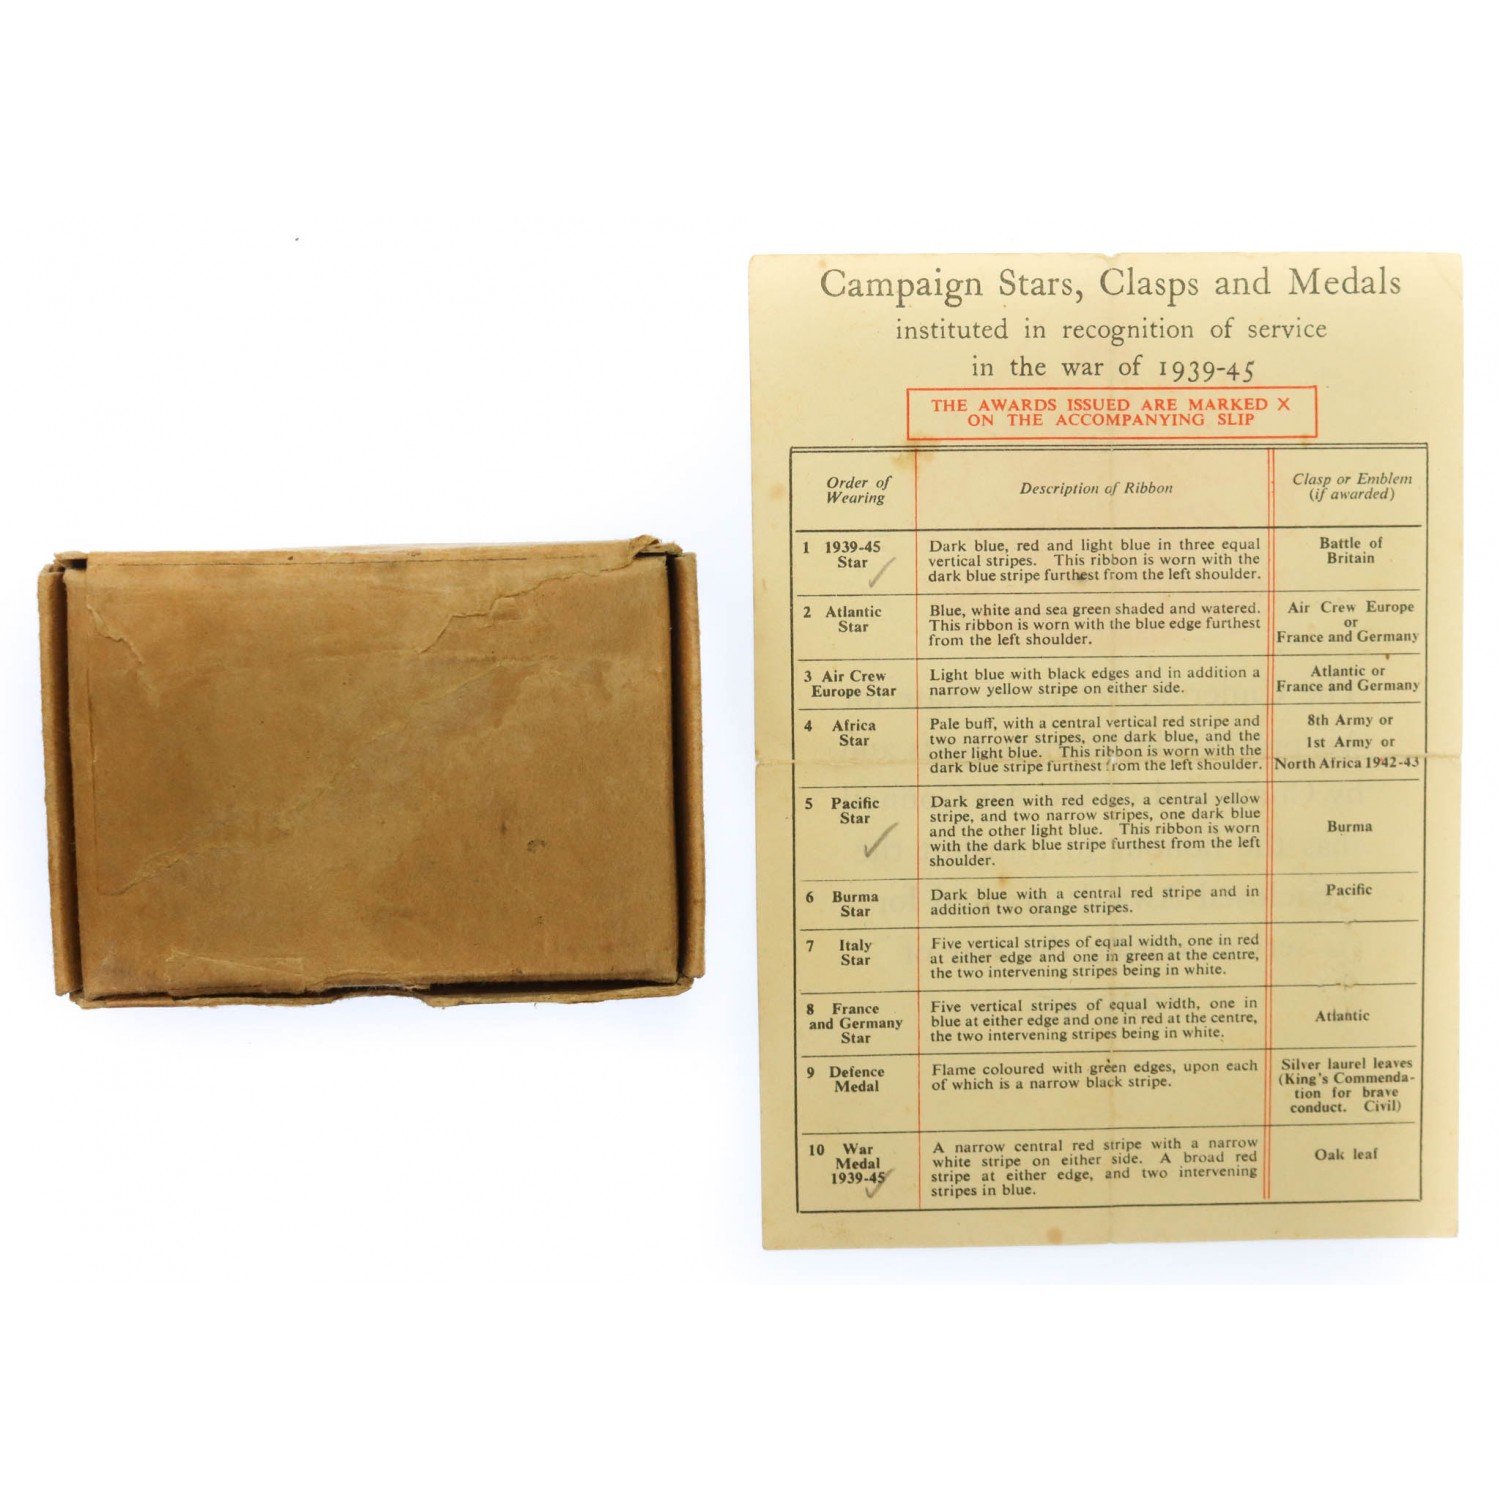 Campaign Stars, Clasps and Medals
instituted in recognition of service
in the war of 1939-45
THE AWARDS ISSUED ARE MARKED X
ON THE ACCOMPANYING SLIP
Order of
Wearing
Description of Ribbon
Clasp or Emblem
(if awarded)
1 1939-45
Star
Dark blue, red and light blue in three equal
vertical stripes. This ribbon is worn with the
dark blue stripe furthest from the left shoulder.
Battle of
Britain
2 Atlantic
Star
Blue, white and sea green shaded and watered.
This ribbon is worn with the blue edge furthest
from the left shoulder.
Air Crew Europe
or
France and Germany
3 Air Crew
Europe Star
Light blue with black edges and in addition a
narrow yellow stripe on either side.
Atlantic or
France and Germany
4 Africa
Star
Pale buff, with a central vertical red stripe and
two narrower stripes, one dark blue, and the
other light blue. This ribbon is worn with the
dark blue stripe furthest from the left shoulder.
8th Army or
1st Army or
North Africa 1942-43
5 Pacific
Star
Dark green with red edges, a central yellow
stripe, and two narrow stripes, one dark blue
and the other light blue. This ribbon is worn
with the dark blue stripe furthest from the left
shoulder.
Burma
6 Burma
Star
Dark blue with a central red stripe and in
addition two orange stripes.
Pacific
7 Italy
Star
Five vertical stripes of equal width, one in red
at either edge and one in green at the centre,
the two intervening stripes being in white.
8 France
and Germany
Star
Five vertical stripes of equal width, one in
blue at either edge and one in red at the centre,
the two intervening stripes being in white.
Atlantic
9 Defence
Medal
Flame coloured with green edges, upon each
of which is a narrow black stripe.
Silver laurel leaves
(King's Commenda-
tion for brave
conduct. Civil)
10 War
Medal
1939-45
A narrow central red stripe with a narrow
white stripe on either side. A broad red
stripe at either edge, and two intervening
stripes in blue.
Oak leaf